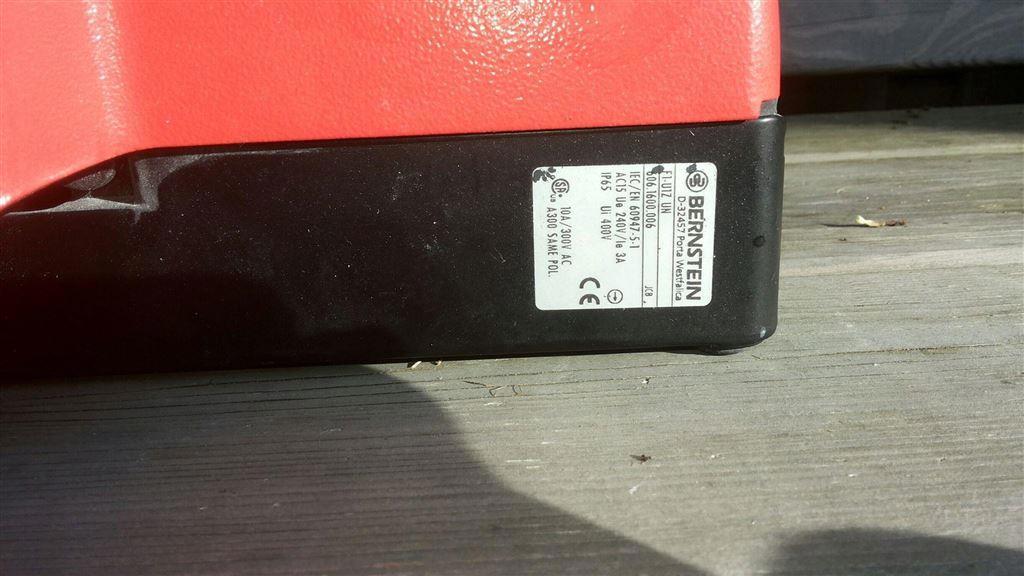 BERNSTEIN
D-32457 Porta Westfalica
F1-U1Z UN
606.1600.006 JCB
IEC/EN 60947-5-1
AC15 Ue 240V/Ie 3A
IP65 Ui 400V
CE
10A/300V AC
A300 SAME POL.